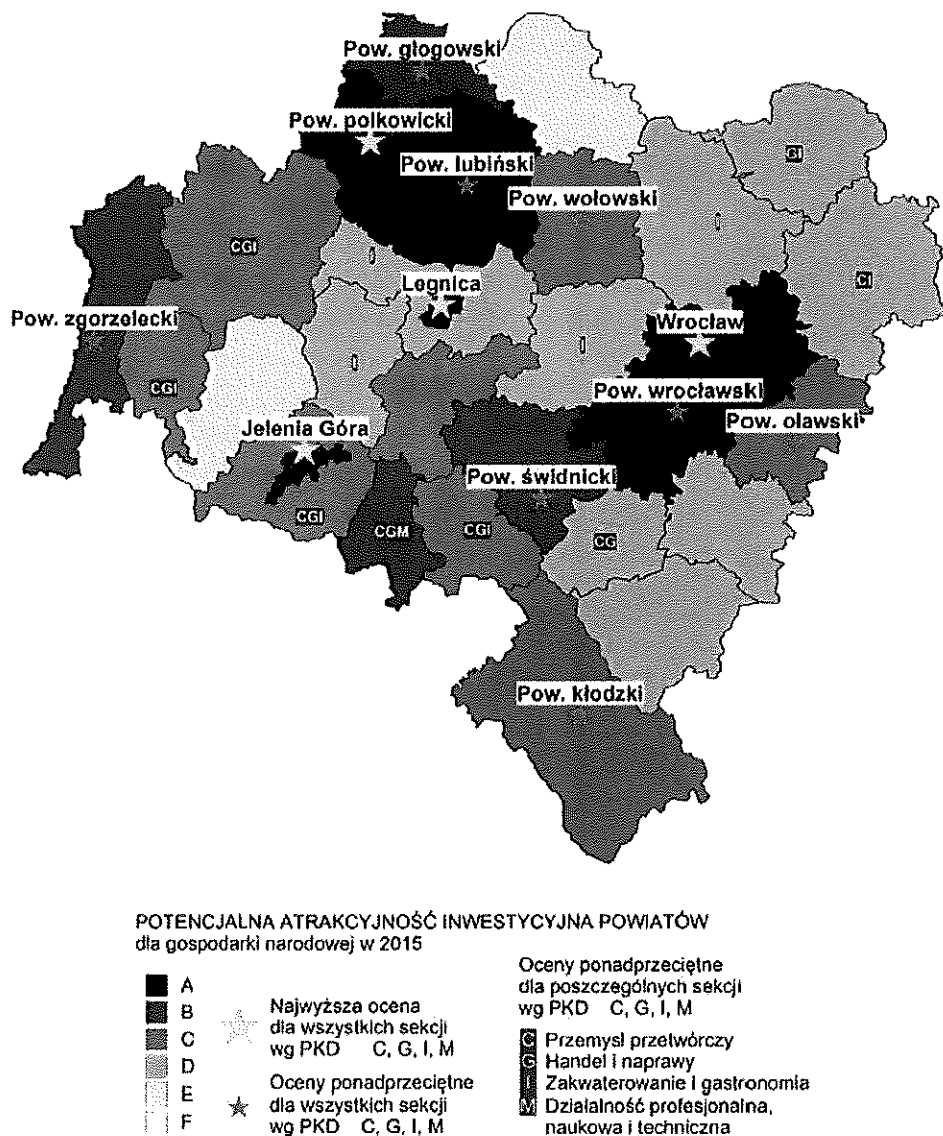 Pow. głogowski
Pow. polkowicki
Pow. lubiński
Pow. wołowski
GI
I
CGI
I
CI
Legnica
Wrocław
Pow. zgorzelecki
I
I
CGI
Pow. wrocławski
Jelenia Góra
Pow. oławski
Pow. świdnicki
CGI
CGM
CGI
CG
Pow. kłodzki
POTENCJALNA ATRAKCYJNOŚĆ INWESTYCYJNA POWIATÓW
dla gospodarki narodowej w 2015
A
B
C
D
E
F
Najwyższa ocena
dla wszystkich sekcji
wg PKD C, G, I, M
Oceny ponadprzeciętne
dla wszystkich sekcji
wg PKD C, G, I, M
Oceny ponadprzeciętne
dla poszczególnych sekcji
wg PKD C, G, I, M
C Przemysł przetwórczy
G Handel i naprawy
I Zakwaterowanie i gastronomia
M Działalność profesjonalna,
naukowa i techniczna